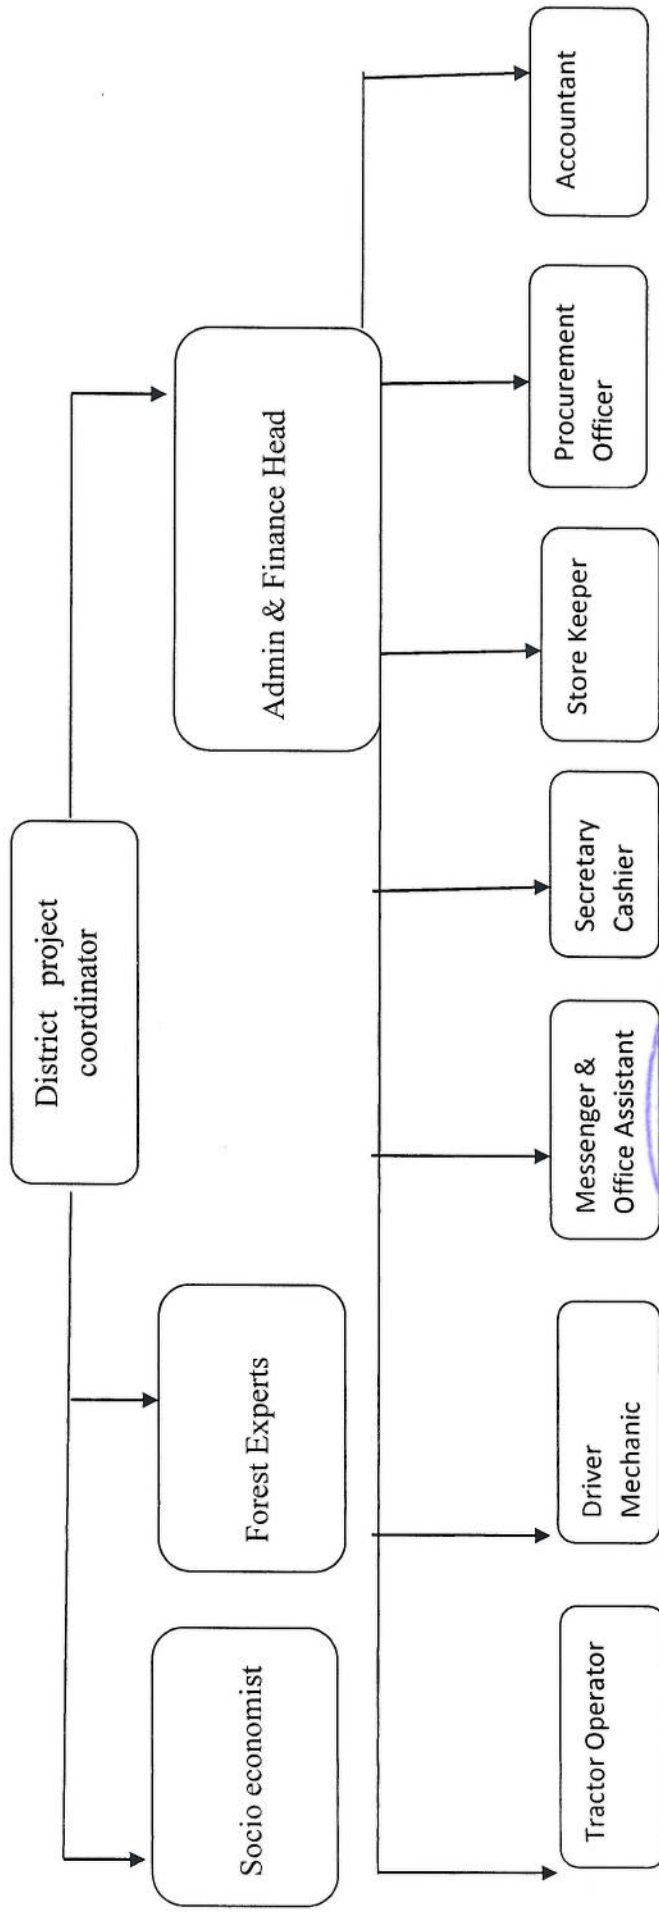 District project
coordinator
Socio economist
Forest Experts
Admin & Finance Head
Tractor Operator
Driver
Mechanic
Messenger &
Office Assistant
Secretary
Cashier
Store Keeper
Procurement
Officer
Accountant